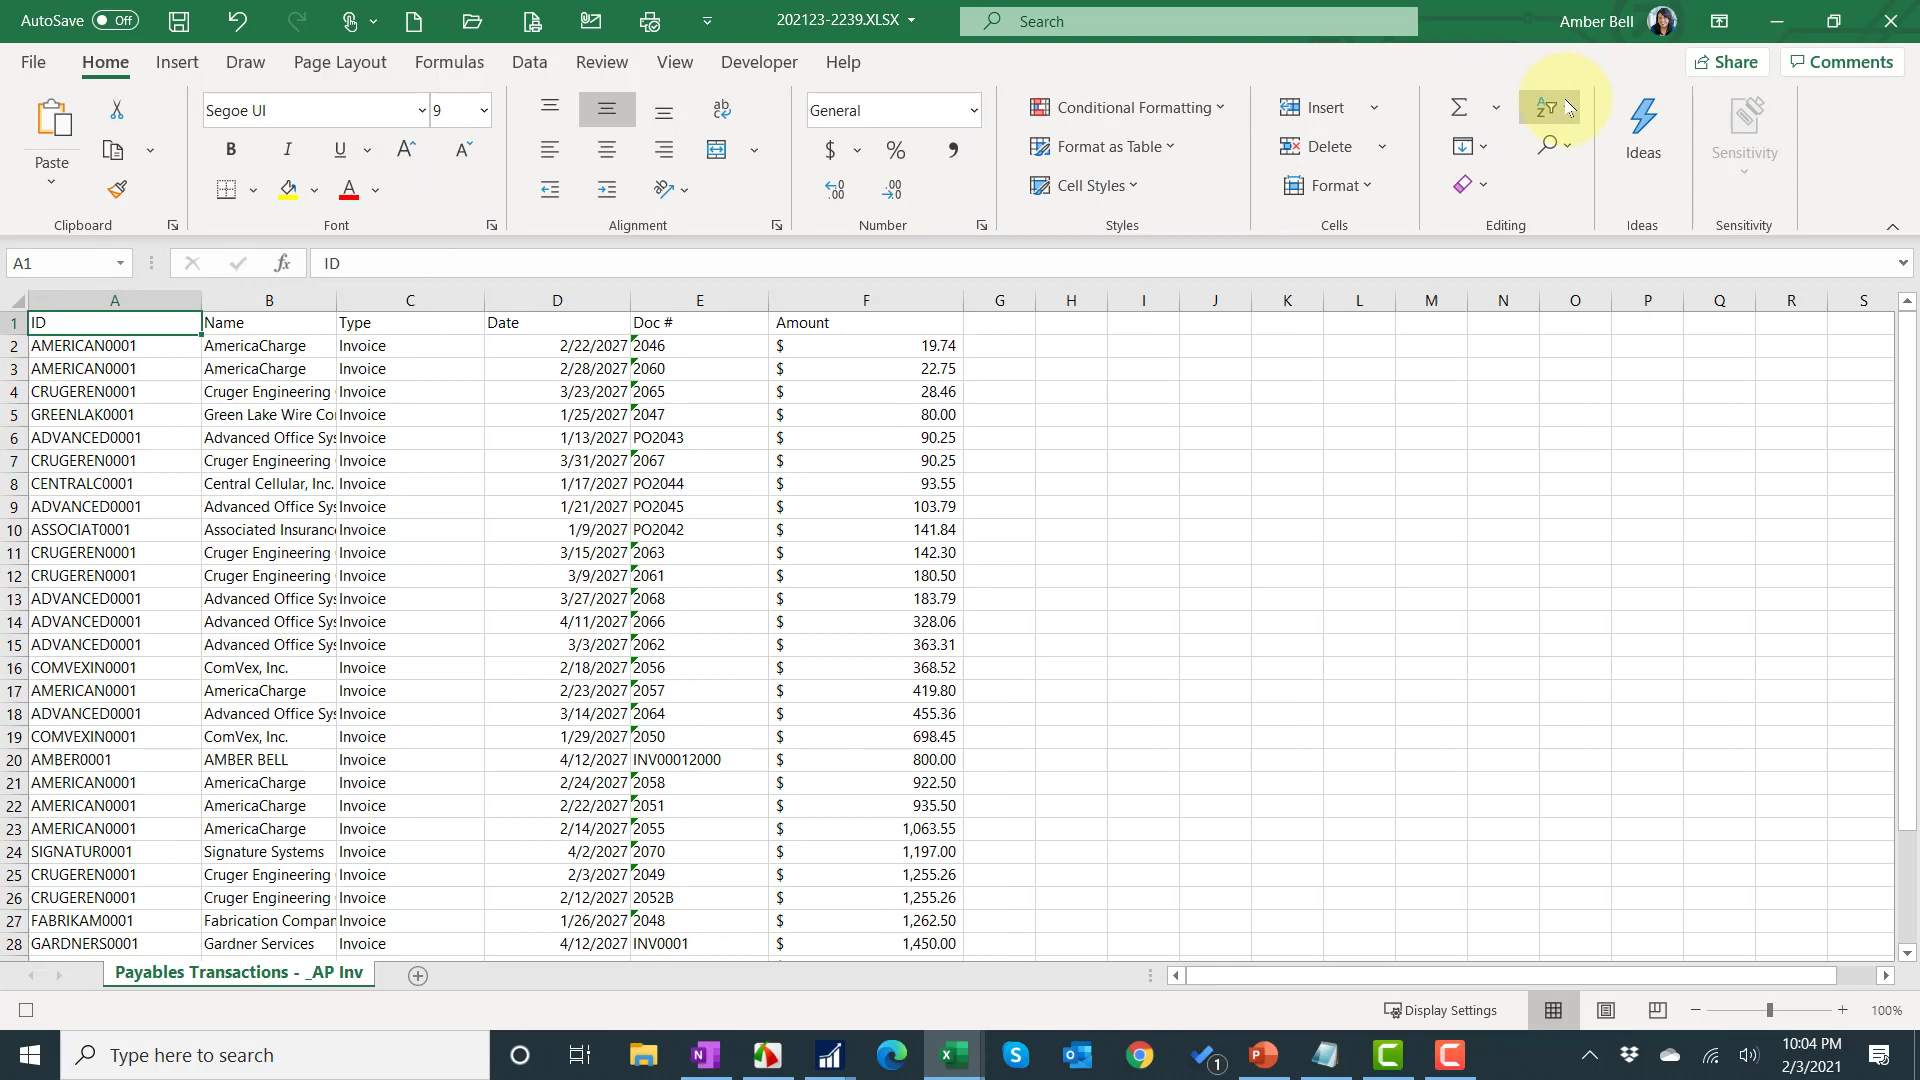 AutoSave Off 202123-2239.XLSX Search Amber Bell
File Home Insert Draw Page Layout Formulas Data Review View Developer Help Share Comments
Segoe UI 9 General Conditional Formatting Insert
Paste Format as Table Delete Ideas Sensitivity
Cell Styles Format
Clipboard Font Alignment Number Styles Cells Editing Ideas Sensitivity
A1 fx ID
A B C D E F G H I J K L M N O P Q R S
1 ID Name Type Date Doc # Amount
2 AMERICAN0001 AmericaCharge Invoice 2/22/2027 2046 $ 19.74
3 AMERICAN0001 AmericaCharge Invoice 2/28/2027 2060 $ 22.75
4 CRUGEREN0001 Cruger Engineering Invoice 3/23/2027 2065 $ 28.46
5 GREENLAK0001 Green Lake Wire Co Invoice 1/25/2027 2047 $ 80.00
6 ADVANCED0001 Advanced Office Sy Invoice 1/13/2027 PO2043 $ 90.25
7 CRUGEREN0001 Cruger Engineering Invoice 3/31/2027 2067 $ 90.25
8 CENTRALC0001 Central Cellular, Inc. Invoice 1/17/2027 PO2044 $ 93.55
9 ADVANCED0001 Advanced Office Sy Invoice 1/21/2027 PO2045 $ 103.79
10 ASSOCIAT0001 Associated Insurance Invoice 1/9/2027 PO2042 $ 141.84
11 CRUGEREN0001 Cruger Engineering Invoice 3/15/2027 2063 $ 142.30
12 CRUGEREN0001 Cruger Engineering Invoice 3/9/2027 2061 $ 180.50
13 ADVANCED0001 Advanced Office Sy Invoice 3/27/2027 2068 $ 183.79
14 ADVANCED0001 Advanced Office Sy Invoice 4/11/2027 2066 $ 328.06
15 ADVANCED0001 Advanced Office Sy Invoice 3/3/2027 2062 $ 363.31
16 COMVEXIN0001 ComVex, Inc. Invoice 2/18/2027 2056 $ 368.52
17 AMERICAN0001 AmericaCharge Invoice 2/23/2027 2057 $ 419.80
18 ADVANCED0001 Advanced Office Sy Invoice 3/14/2027 2064 $ 455.36
19 COMVEXIN0001 ComVex, Inc. Invoice 1/29/2027 2050 $ 698.45
20 AMBER0001 AMBER BELL Invoice 4/12/2027 INV00012000 $ 800.00
21 AMERICAN0001 AmericaCharge Invoice 2/24/2027 2058 $ 922.50
22 AMERICAN0001 AmericaCharge Invoice 2/22/2027 2051 $ 935.50
23 AMERICAN0001 AmericaCharge Invoice 2/14/2027 2055 $ 1,063.55
24 SIGNATUR0001 Signature Systems Invoice 4/2/2027 2070 $ 1,197.00
25 CRUGEREN0001 Cruger Engineering Invoice 2/3/2027 2049 $ 1,255.26
26 CRUGEREN0001 Cruger Engineering Invoice 2/12/2027 2052B $ 1,255.26
27 FABRIKAM0001 Fabrication Compan Invoice 1/26/2027 2048 $ 1,262.50
28 GARDNERS0001 Gardner Services Invoice 4/12/2027 INV0001 $ 1,450.00
Payables Transactions - _AP Inv
Display Settings 100%
Type here to search 1 10:04 PM
2/3/2021